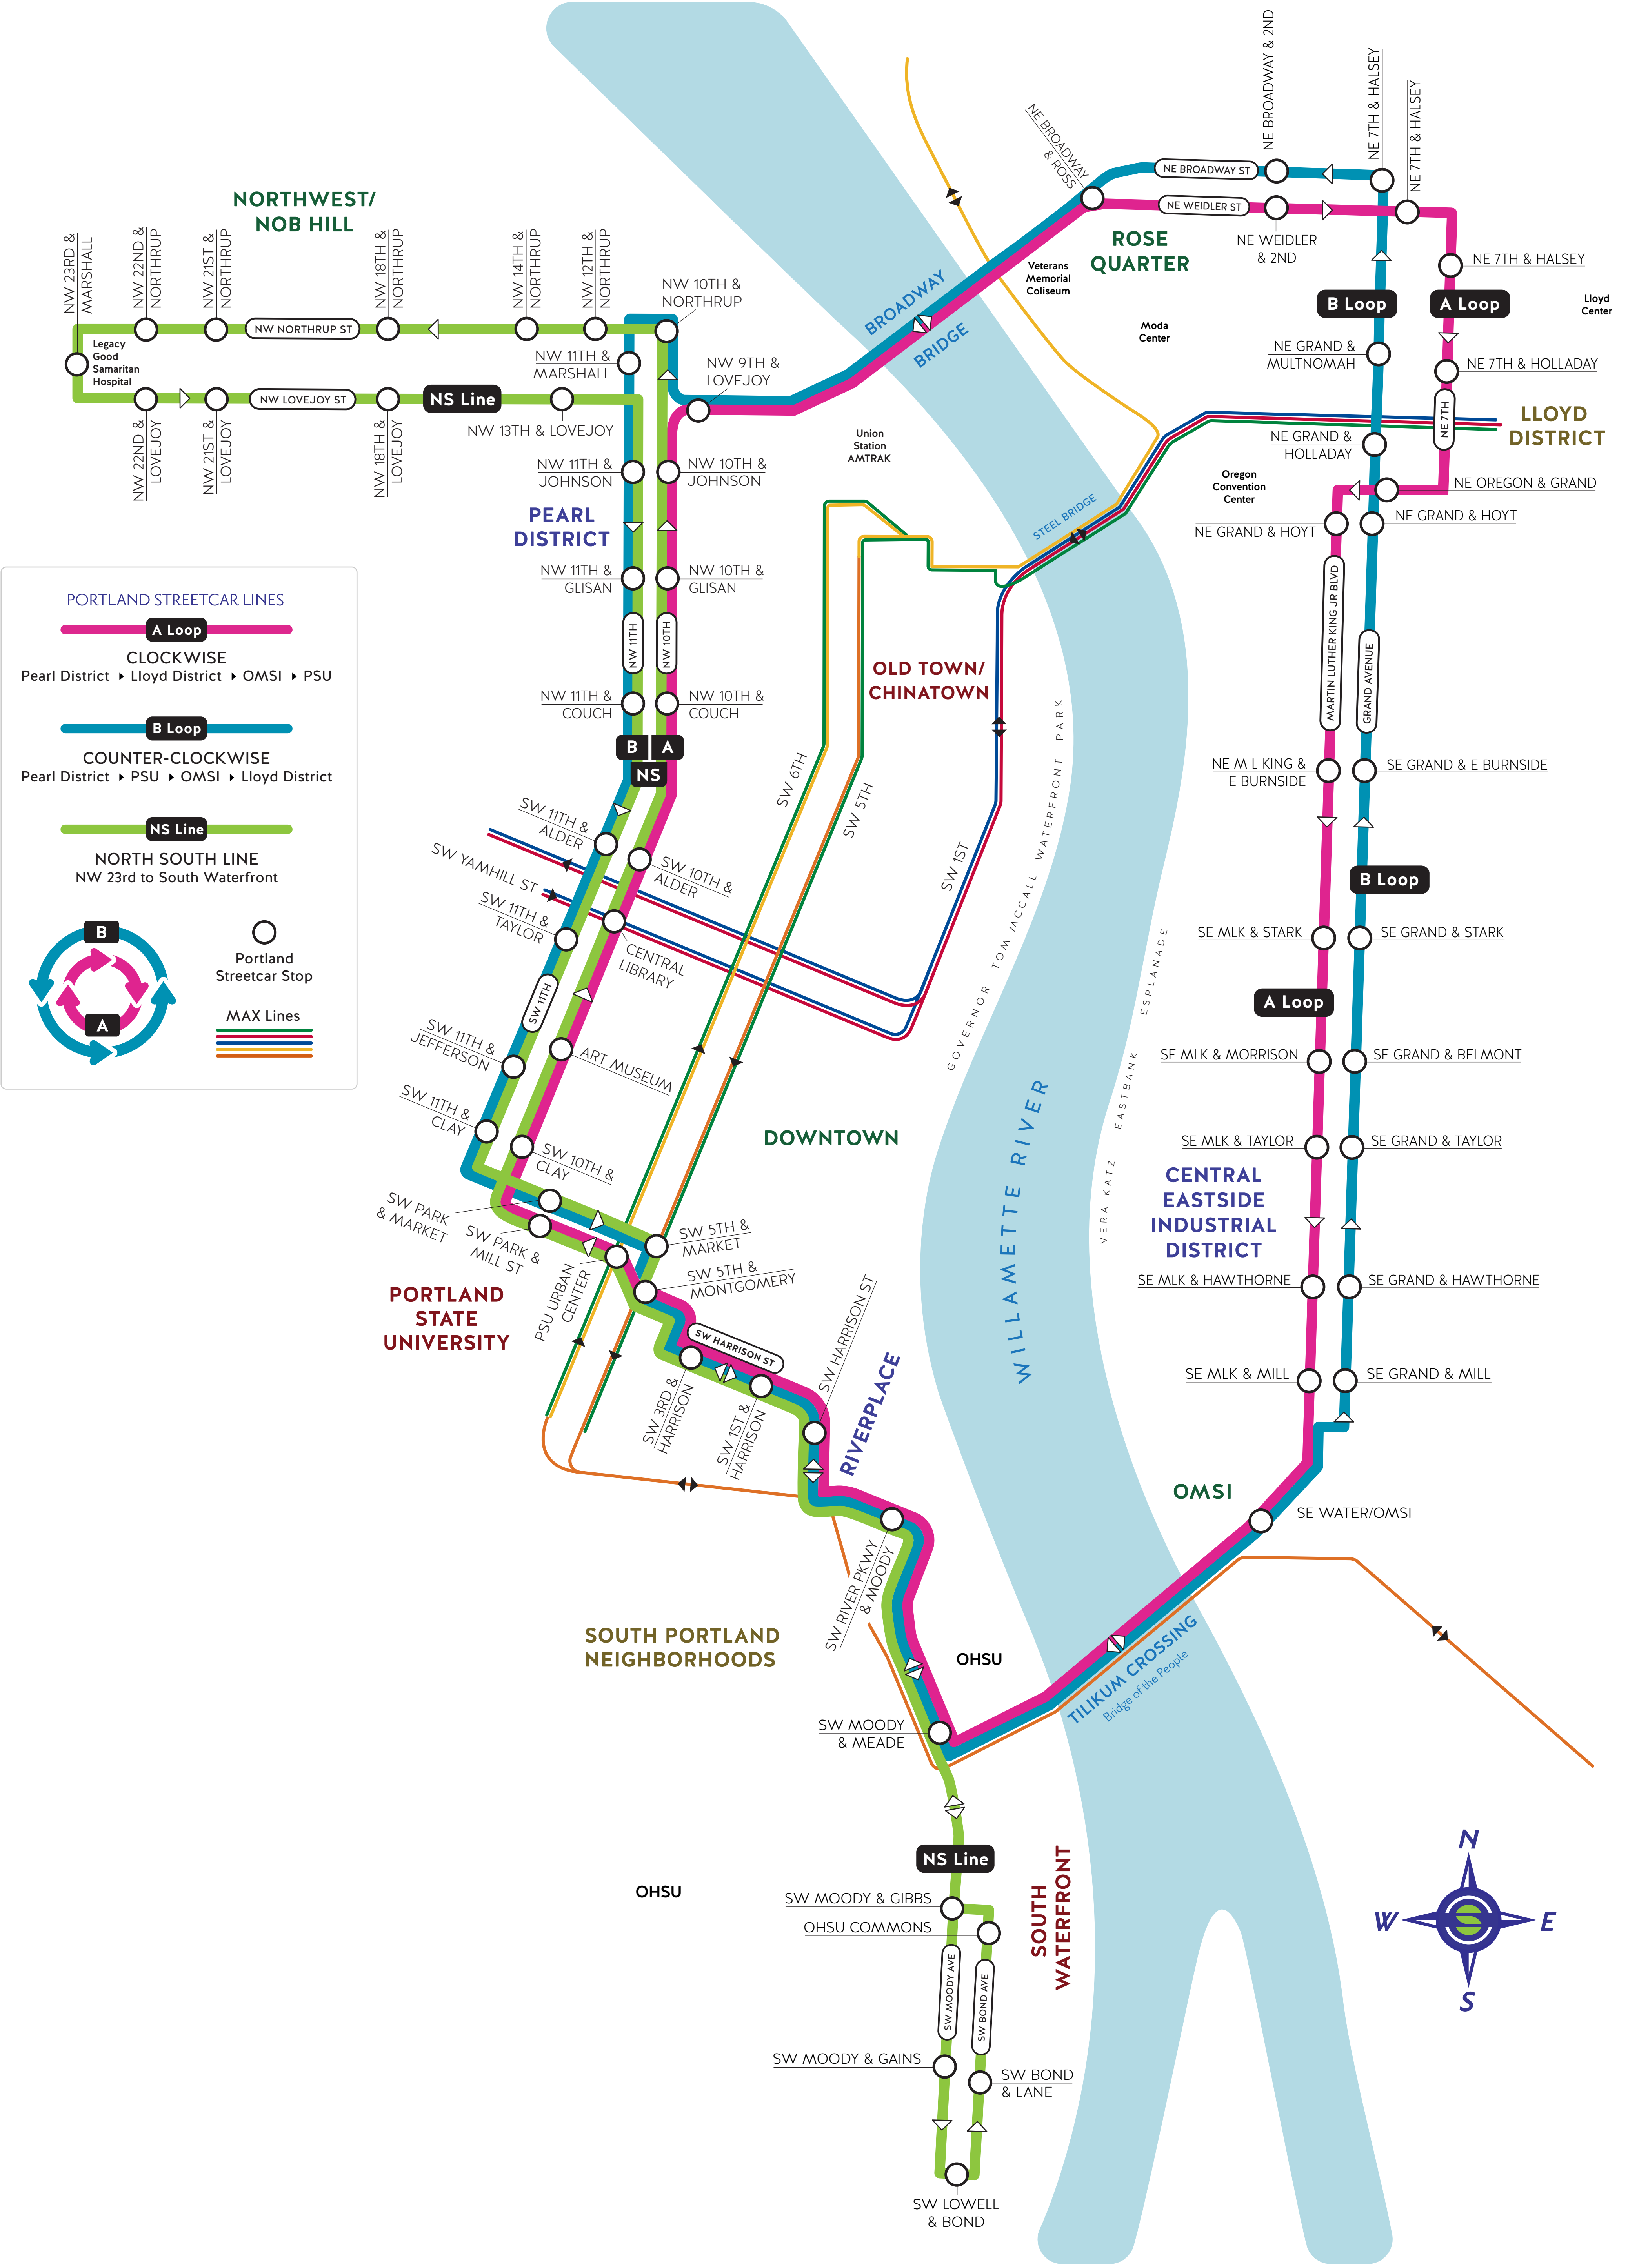 NE BROADWAY & 2ND
NE 7TH & HALSEY
NE 7TH & HALSEY
NE BROADWAY
& ROSS
NE BROADWAY ST
NE WEIDLER ST
NE WEIDLER
& 2ND
ROSE
QUARTER
Veterans
Memorial
Coliseum
Moda
Center
NE 7TH & HALSEY
B Loop
A Loop
Lloyd
Center
NE GRAND &
MULTNOMAH
NE 7TH & HOLLADAY
NE 7TH
LLOYD
DISTRICT
NE GRAND &
HOLLADAY
Oregon
Convention
Center
NE OREGON & GRAND
NE GRAND & HOYT
NE GRAND & HOYT
NORTHWEST/
NOB HILL
NW 23RD &
MARSHALL
NW 22ND &
NORTHRUP
NW 21ST &
NORTHRUP
NW 18TH &
NORTHRUP
NW 14TH &
NORTHRUP
NW 12TH &
NORTHRUP
NW 10TH &
NORTHRUP
NW NORTHRUP ST
Legacy
Good
Samaritan
Hospital
NW 11TH &
MARSHALL
NW 9TH &
LOVEJOY
NW LOVEJOY ST
NS Line
NW 13TH & LOVEJOY
NW 22ND &
LOVEJOY
NW 21ST &
LOVEJOY
NW 18TH &
LOVEJOY
BROADWAY
BRIDGE
Union
Station
AMTRAK
NW 11TH &
JOHNSON
NW 10TH &
JOHNSON
PEARL
DISTRICT
STEEL BRIDGE
NW 11TH &
GLISAN
NW 10TH &
GLISAN
NW 11TH
NW 10TH
NW 11TH &
COUCH
NW 10TH &
COUCH
B
A
NS
OLD TOWN/
CHINATOWN
PORTLAND STREETCAR LINES
A Loop
CLOCKWISE
Pearl District ▸ Lloyd District ▸ OMSI ▸ PSU
B Loop
COUNTER-CLOCKWISE
Pearl District ▸ PSU ▸ OMSI ▸ Lloyd District
NS Line
NORTH SOUTH LINE
NW 23rd to South Waterfront
B
A
Portland
Streetcar Stop
MAX Lines
MARTIN LUTHER KING JR BLVD
GRAND AVENUE
NE M L KING &
E BURNSIDE
SE GRAND & E BURNSIDE
B Loop
SE MLK & STARK
SE GRAND & STARK
A Loop
SE MLK & MORRISON
SE GRAND & BELMONT
SE MLK & TAYLOR
SE GRAND & TAYLOR
CENTRAL
EASTSIDE
INDUSTRIAL
DISTRICT
SE MLK & HAWTHORNE
SE GRAND & HAWTHORNE
SE MLK & MILL
SE GRAND & MILL
OMSI
SE WATER/OMSI
SW 6TH
SW 5TH
SW 1ST
GOVERNOR TOM MCCALL WATERFRONT PARK
VERA KATZ EASTBANK ESPLANADE
WILLAMETTE RIVER
SW 11TH &
ALDER
SW 10TH &
ALDER
SW YAMHILL ST
SW 11TH &
TAYLOR
CENTRAL
LIBRARY
SW 11TH
SW 11TH &
JEFFERSON
ART MUSEUM
SW 11TH &
CLAY
SW 10TH &
CLAY
DOWNTOWN
SW PARK
& MARKET
SW PARK &
MILL ST
SW 5TH &
MARKET
SW 5TH &
MONTGOMERY
PSU URBAN
CENTER
PORTLAND
STATE
UNIVERSITY
SW HARRISON ST
SW HARRISON ST
SW 3RD &
HARRISON
SW 1ST &
HARRISON
RIVERPLACE
SW RIVER PKWY
& MOODY
SOUTH PORTLAND
NEIGHBORHOODS
OHSU
TILIKUM CROSSING
Bridge of the People
SW MOODY
& MEADE
NS Line
OHSU
SW MOODY & GIBBS
OHSU COMMONS
SOUTH
WATERFRONT
SW MOODY AVE
SW BOND AVE
SW MOODY & GAINS
SW BOND
& LANE
SW LOWELL
& BOND
N
W
E
S